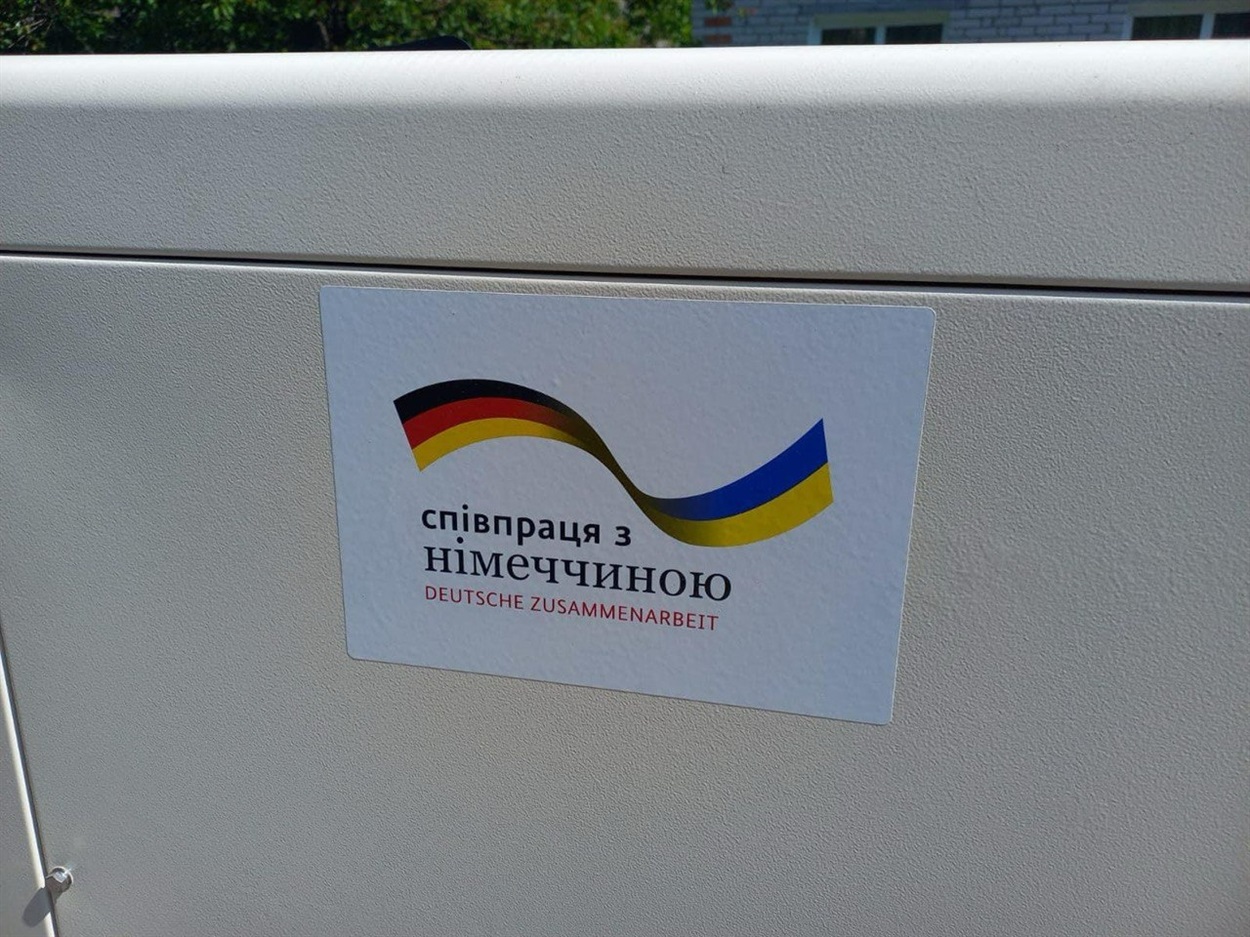 співпраця з
німеччиною
DEUTSCHE ZUSAMMENARBEIT